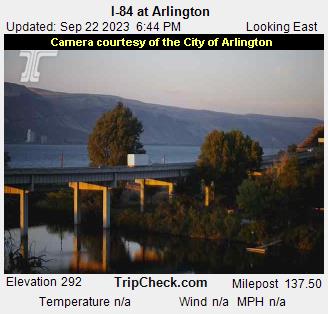 I-84 at Arlington
Updated: Sep 22 2023 6:44 PM Looking East
Camera courtesy of the City of Arlington
Elevation 292 TripCheck.com Milepost 137.50
Temperature n/a Wind n/a MPH n/a